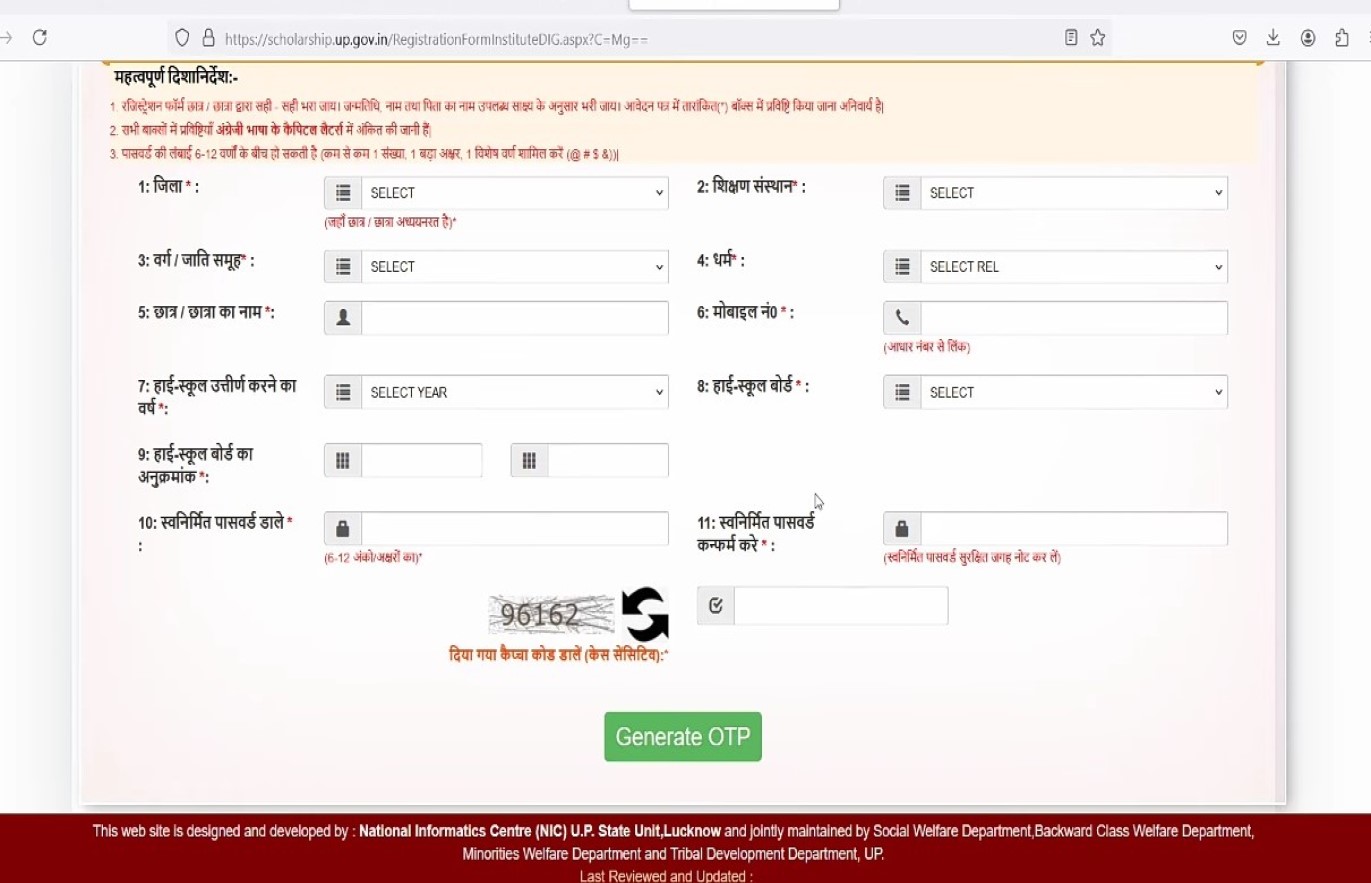 https://scholarship.up.gov.in/RegistrationFormInstituteDIG.aspx?C=Mg==
महत्वपूर्ण दिशानिर्देश:-
1. रजिस्ट्रेशन फॉर्म छात्र / छात्रा द्वारा सही - सही भरा जाय। जन्मतिथि, नाम तथा पिता का नाम उपलब्ध साक्ष्य के अनुसार भरी जाय। आवेदन पत्र में तारांकित(*) बॉक्स में प्रविष्टि किया जाना अनिवार्य है|
2. सभी बाक्सों में प्रविष्टियाँ अंग्रेजी भाषा के कैपिटल लैटर्स में अंकित की जानी हैं|
3. पासवर्ड की लंबाई 6-12 वर्णों के बीच हो सकती है (कम से कम 1 संख्या, 1 बड़ा अक्षर, 1 विशेष वर्ण शामिल करें (@ # $ &))|
1: जिला * : SELECT 2: शिक्षण संस्थान* : SELECT
(जहाँ छात्र / छात्रा अध्ययनरत है)*
3: वर्ग / जाति समूह* : SELECT 4: धर्म* : SELECT REL
5: छात्र / छात्रा का नाम *: 6: मोबाइल नं0 * :
(आधार नंबर से लिंक)
7: हाई-स्कूल उत्तीर्ण करने का वर्ष *: SELECT YEAR 8: हाई-स्कूल बोर्ड * : SELECT
9: हाई-स्कूल बोर्ड का
अनुक्रमांक *:
10: स्वनिर्मित पासवर्ड डाले * : 11: स्वनिर्मित पासवर्ड
कन्फर्म करे * :
(6-12 अंको/अक्षरों का)* (स्वनिर्मित पासवर्ड सुरक्षित जगह नोट कर लें)
96162
दिया गया कैप्चा कोड डालें (केस सेंसिटिव):*
Generate OTP
This web site is designed and developed by : National Informatics Centre (NIC) U.P. State Unit,Lucknow and jointly maintained by Social Welfare Department,Backward Class Welfare Department,
Minorities Welfare Department and Tribal Development Department, UP.
Last Reviewed and Updated :